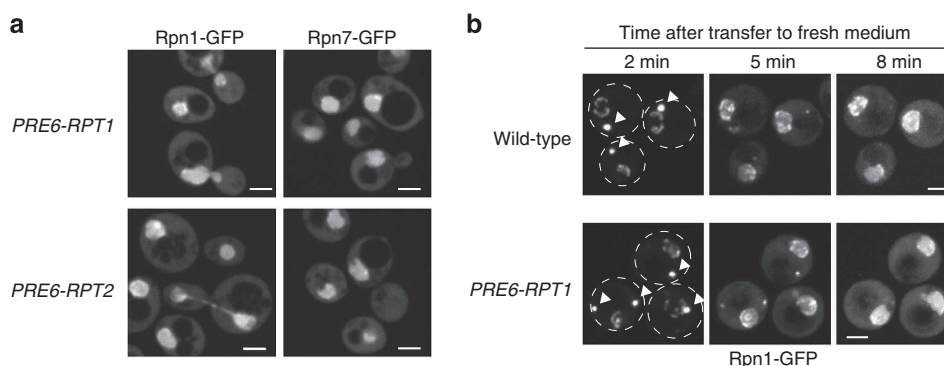 a
Rpn1-GFP Rpn7-GFP
PRE6-RPT1
PRE6-RPT2
b
Time after transfer to fresh medium
2 min 5 min 8 min
Wild-type
PRE6-RPT1
Rpn1-GFP